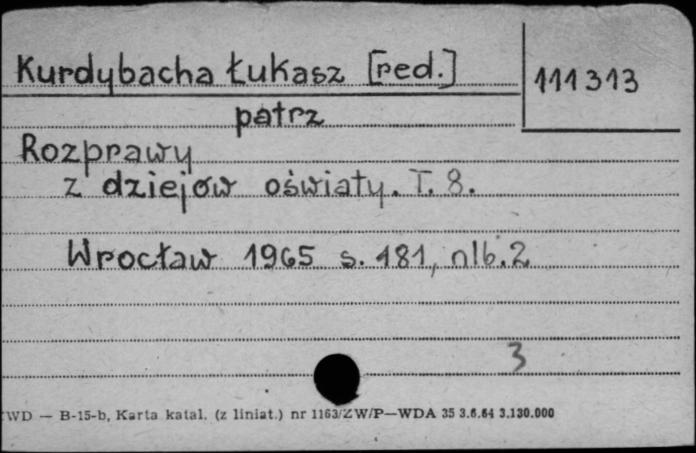 Kurdybacha Łukasz [red.]
111313
patrz
Rozprawy
z dziejów oświaty. T. 8.
Wrocław 1965 s. 181, nlb. 2
3
WD — B-15-b, Karta katal. (z liniat.) nr 1163/ZW/P—WDA 35 3.6.64 3.130.000